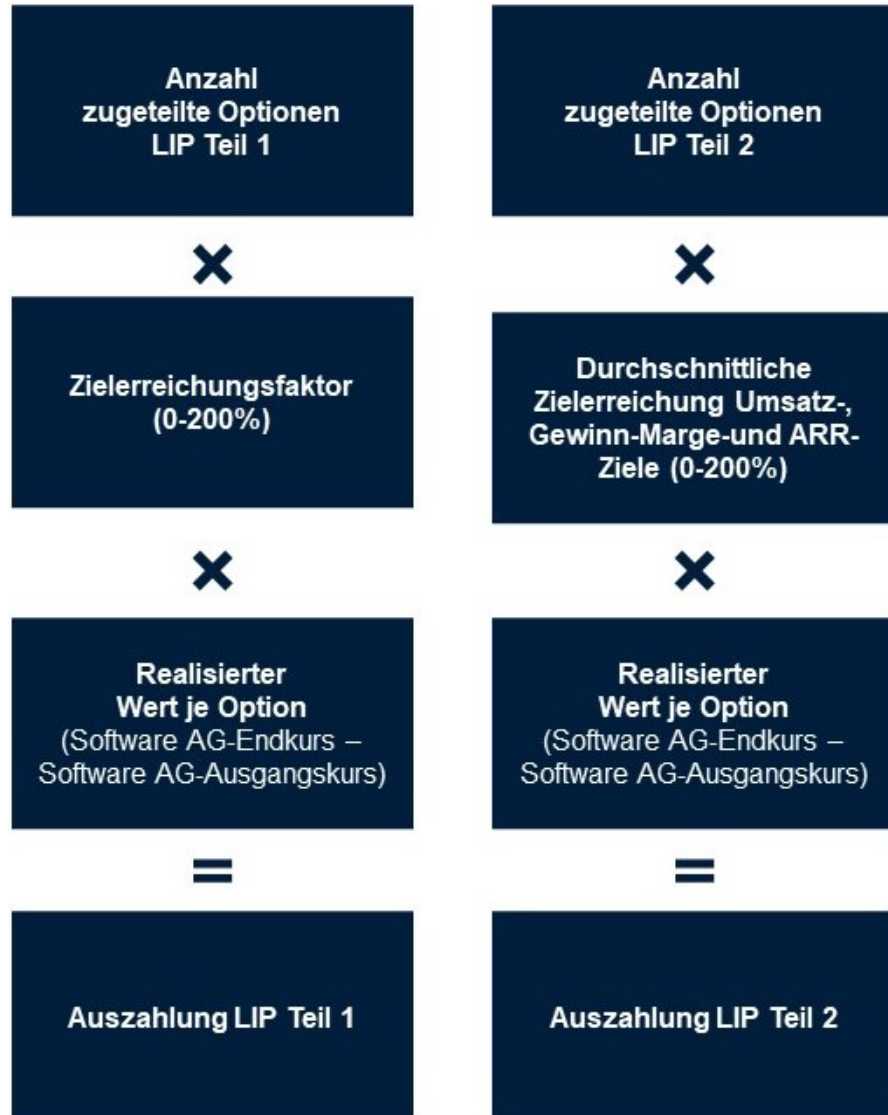 Anzahl
zugeteilte Optionen
LIP Teil 1
×
Zielerreichungsfaktor
(0-200%)
×
Realisierter
Wert je Option
(Software AG-Endkurs –
Software AG-Ausgangskurs)
=
Auszahlung LIP Teil 1
Anzahl
zugeteilte Optionen
LIP Teil 2
×
Durchschnittliche
Zielerreichung Umsatz-,
Gewinn-Marge-und ARR-
Ziele (0-200%)
×
Realisierter
Wert je Option
(Software AG-Endkurs –
Software AG-Ausgangskurs)
=
Auszahlung LIP Teil 2